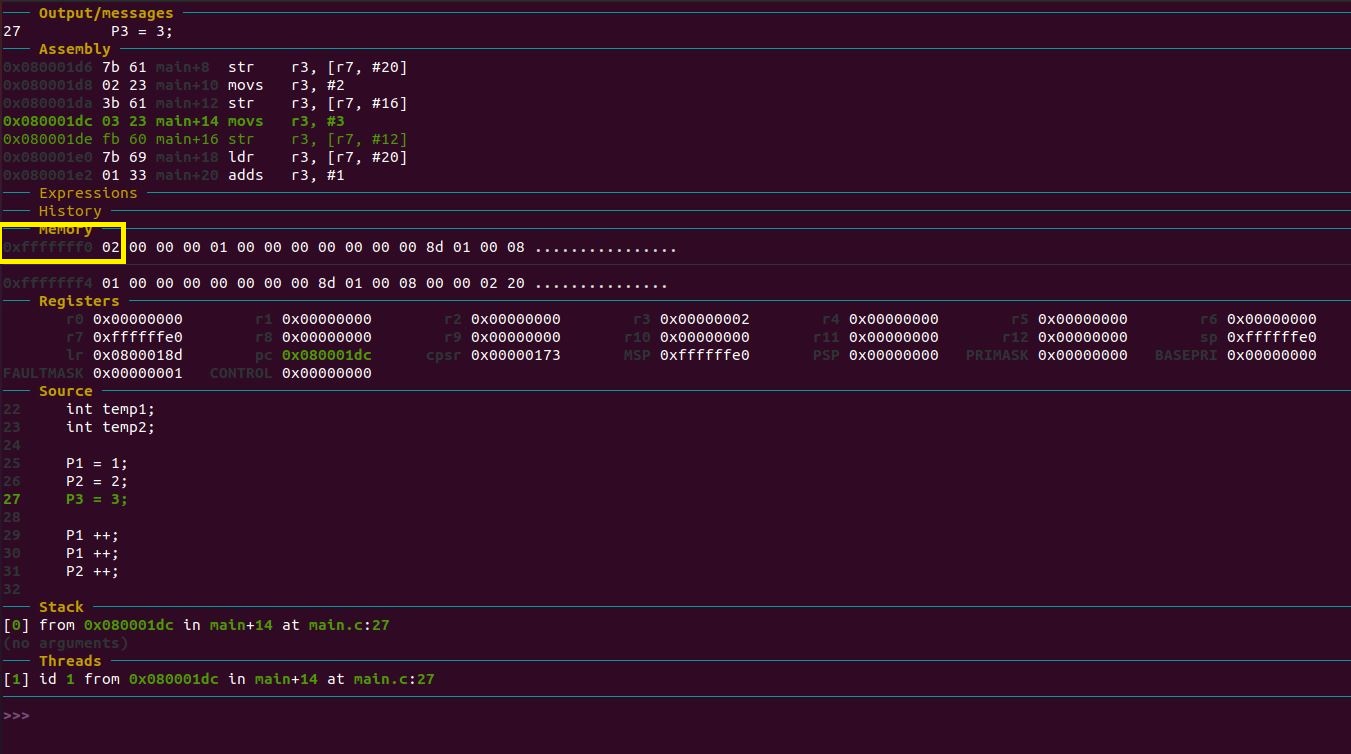 Output/messages
27          P3 = 3;
Assembly
0x080001d6 7b 61 main+8  str    r3, [r7, #20]
0x080001d8 02 23 main+10 movs   r3, #2
0x080001da 3b 61 main+12 str    r3, [r7, #16]
0x080001dc 03 23 main+14 movs   r3, #3
0x080001de fb 60 main+16 str    r3, [r7, #12]
0x080001e0 7b 69 main+18 ldr    r3, [r7, #20]
0x080001e2 01 33 main+20 adds   r3, #1
Expressions
History
Memory
0xfffffff0 02 00 00 00 01 00 00 00 00 00 00 00 8d 01 00 08 ................
0xfffffff4 01 00 00 00 00 00 00 00 8d 01 00 08 00 00 02 20 ...............
Registers
r0 0x00000000 r1 0x00000000 r2 0x00000000 r3 0x00000002 r4 0x00000000 r5 0x00000000 r6 0x00000000
r7 0xffffffe0 r8 0x00000000 r9 0x00000000 r10 0x00000000 r11 0x00000000 r12 0x00000000 sp 0xffffffe0
lr 0x0800018d pc 0x080001dc cpsr 0x00000173 MSP 0xffffffe0 PSP 0x00000000 PRIMASK 0x00000000 BASEPRI 0x00000000
FAULTMASK 0x00000001 CONTROL 0x00000000
Source
22     int temp1;
23     int temp2;
24
25     P1 = 1;
26     P2 = 2;
27     P3 = 3;
28
29     P1 ++;
30     P1 ++;
31     P2 ++;
32
Stack
[0] from 0x080001dc in main+14 at main.c:27
(no arguments)
Threads
[1] id 1 from 0x080001dc in main+14 at main.c:27
>>>